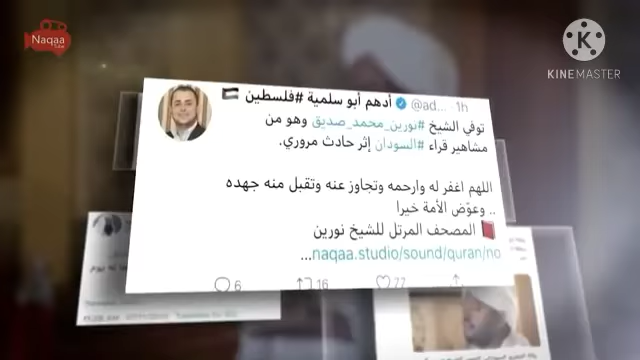 Naqaa
KINEMASTER
أدهم أبو سلمية #فلسطين
@ad... · 1h
توفي الشيخ #نورين_محمد_صديق وهو من
مشاهير قراء #السودان إثر حادث مروري.
اللهم اغفر له وارحمه وتجاوز عنه وتقبل منه جهده
.. وعوّض الأمة خيرا
المصحف المرتل للشيخ نورين
naqaa.studio/sound/quran/no...
6
16
77